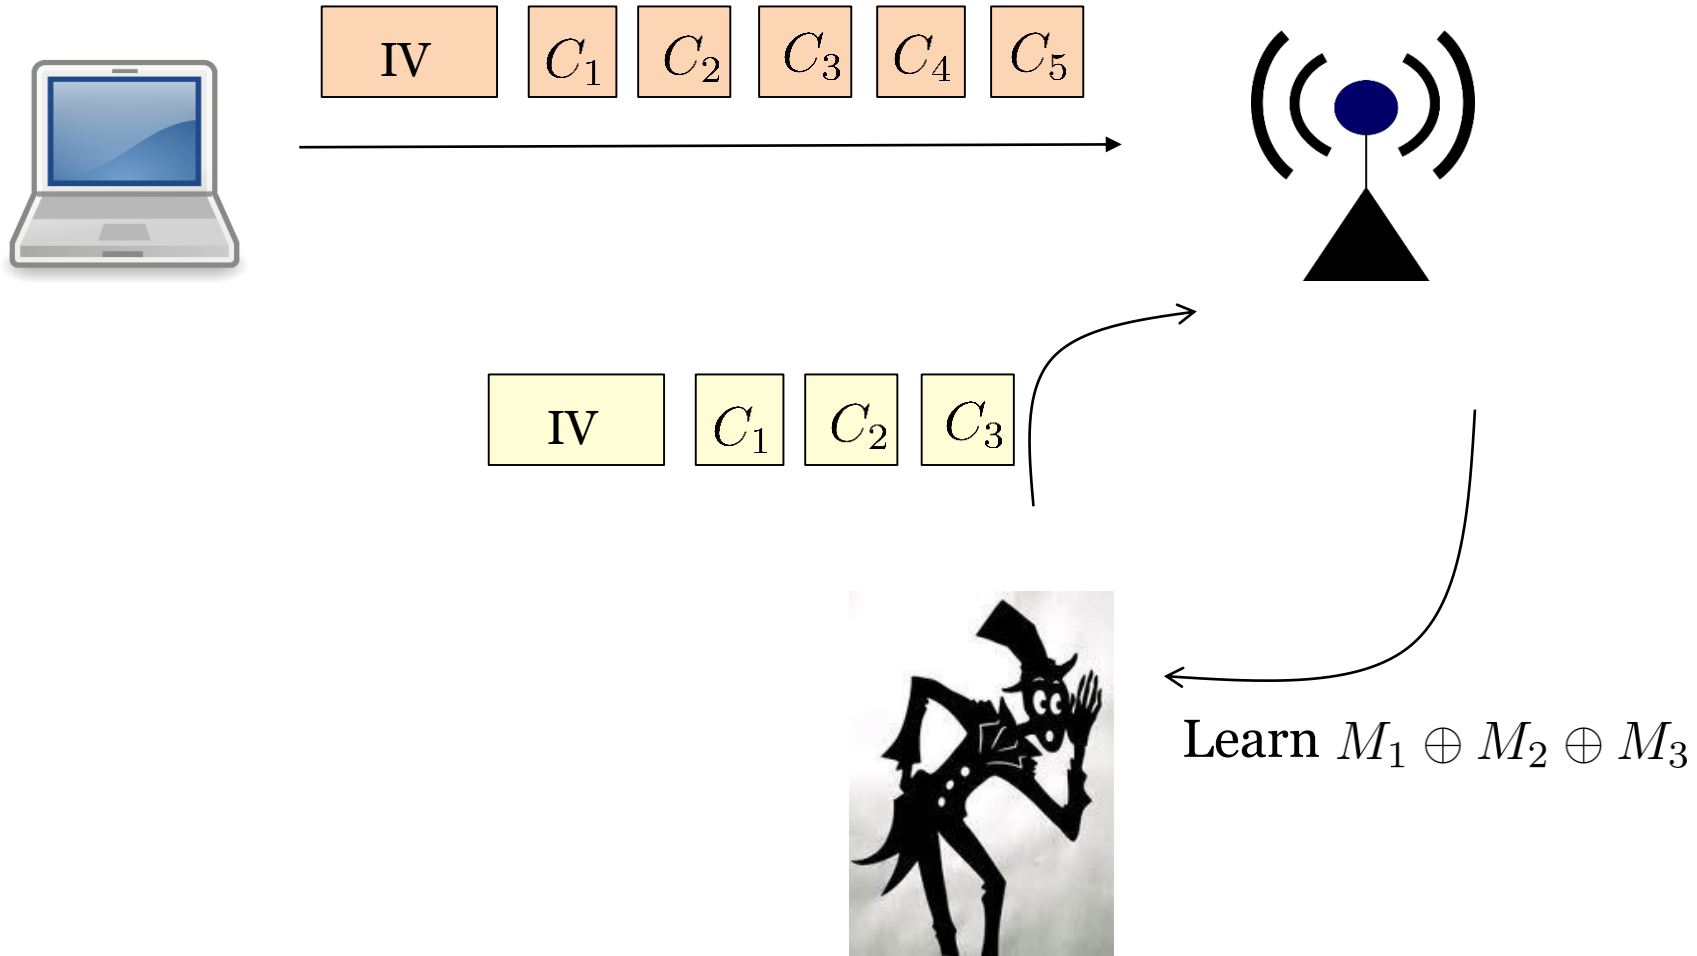 IV C₁ C₂ C₃ C₄ C₅
IV C₁ C₂ C₃
Learn M₁ ⊕ M₂ ⊕ M₃